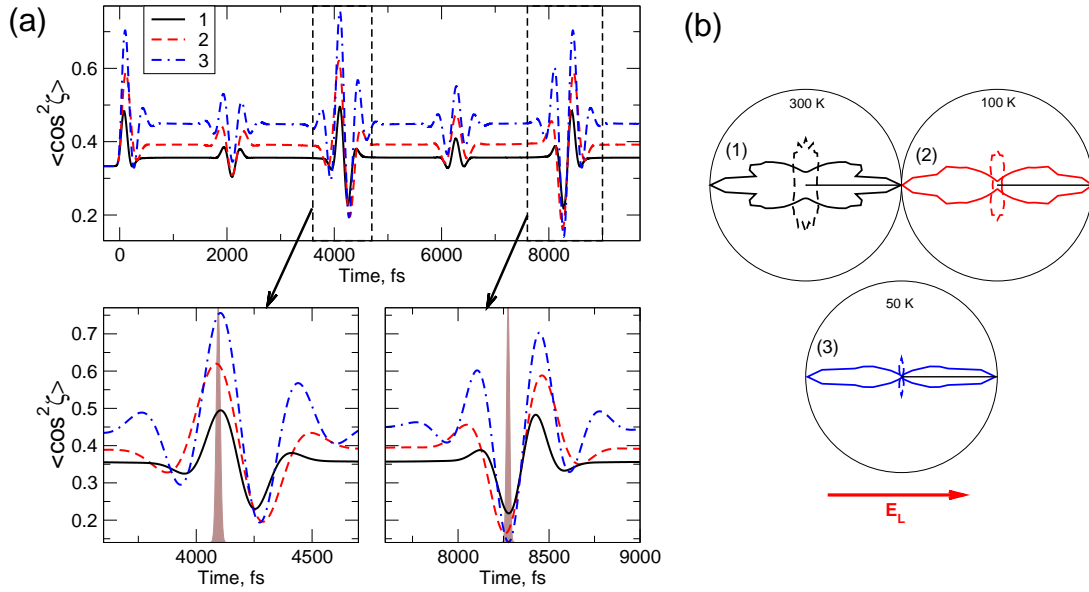 (a)
<cos²ζ>
0.6
0.4
0.2
1
2
3
0 2000 4000 6000 8000
Time, fs
<cos²ζ>
0.7
0.6
0.5
0.4
0.3
0.2
4000 4500
Time, fs
8000 8500 9000
Time, fs
(b)
300 K
(1)
100 K
(2)
50 K
(3)
E_L